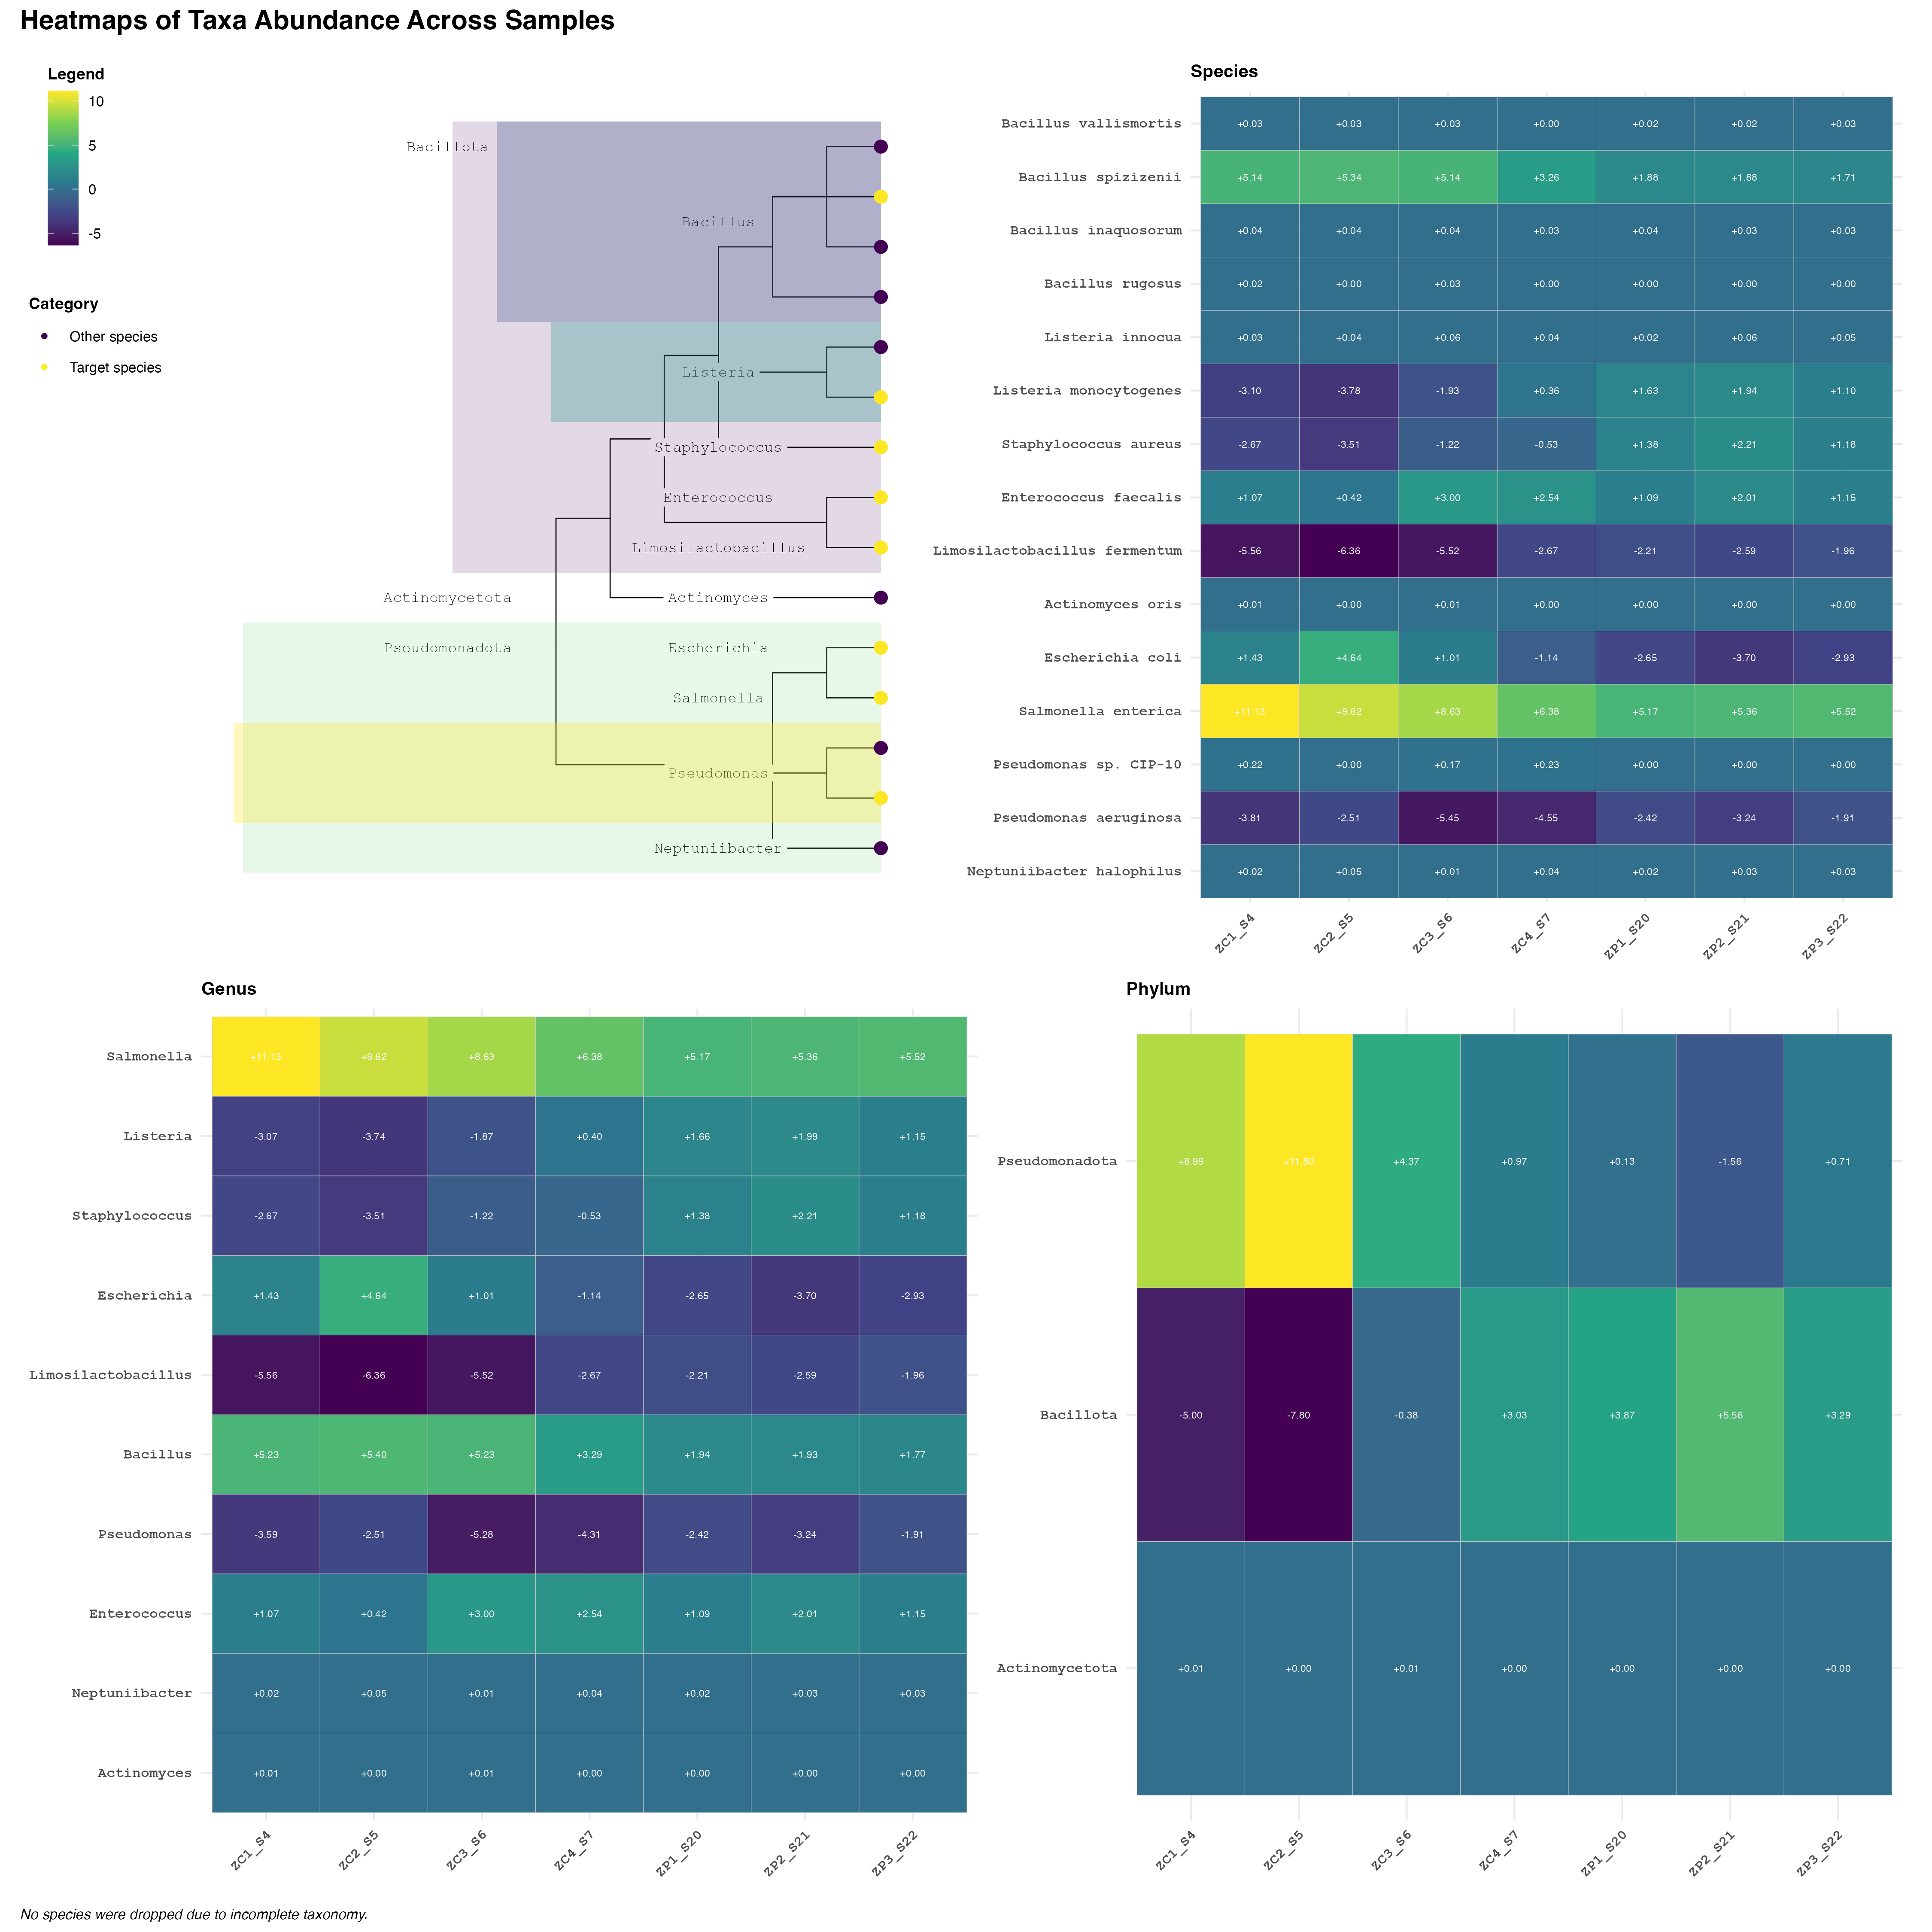 Heatmaps of Taxa Abundance Across Samples
Legend
10
5
0
-5
Category
Other species
Target species
Bacillota
Bacillus
Listeria
Staphylococcus
Enterococcus
Limosilactobacillus
Actinomycetota
Actinomyces
Pseudomonadota
Escherichia
Salmonella
Pseudomonas
Neptuniibacter
Species
Bacillus vallismortis +0.03 +0.03 +0.03 +0.00 +0.02 +0.02 +0.03
Bacillus spizizenii +5.14 +5.34 +5.14 +3.26 +1.88 +1.88 +1.71
Bacillus inaquosorum +0.04 +0.04 +0.04 +0.03 +0.04 +0.03 +0.03
Bacillus rugosus +0.02 +0.00 +0.03 +0.00 +0.00 +0.00 +0.00
Listeria innocua +0.03 +0.04 +0.06 +0.04 +0.02 +0.06 +0.05
Listeria monocytogenes -3.10 -3.78 -1.93 +0.36 +1.63 +1.94 +1.10
Staphylococcus aureus -2.67 -3.51 -1.22 -0.53 +1.38 +2.21 +1.18
Enterococcus faecalis +1.07 +0.42 +3.00 +2.54 +1.09 +2.01 +1.15
Limosilactobacillus fermentum -5.56 -6.36 -5.52 -2.67 -2.21 -2.59 -1.96
Actinomyces oris +0.01 +0.00 +0.01 +0.00 +0.00 +0.00 +0.00
Escherichia coli +1.43 +4.64 +1.01 -1.14 -2.65 -3.70 -2.93
Salmonella enterica +11.13 +9.62 +8.63 +6.38 +5.17 +5.36 +5.52
Pseudomonas sp. CIP-10 +0.22 +0.00 +0.17 +0.23 +0.00 +0.00 +0.00
Pseudomonas aeruginosa -3.81 -2.51 -5.45 -4.55 -2.42 -3.24 -1.91
Neptuniibacter halophilus +0.02 +0.05 +0.01 +0.04 +0.02 +0.03 +0.03
ZC1_S4 ZC2_S5 ZC3_S6 ZC4_S7 ZP1_S20 ZP2_S21 ZP3_S22
Genus
Salmonella +11.13 +9.62 +8.63 +6.38 +5.17 +5.36 +5.52
Listeria -3.07 -3.74 -1.87 +0.40 +1.66 +1.99 +1.15
Staphylococcus -2.67 -3.51 -1.22 -0.53 +1.38 +2.21 +1.18
Escherichia +1.43 +4.64 +1.01 -1.14 -2.65 -3.70 -2.93
Limosilactobacillus -5.56 -6.36 -5.52 -2.67 -2.21 -2.59 -1.96
Bacillus +5.23 +5.40 +5.23 +3.29 +1.94 +1.93 +1.77
Pseudomonas -3.59 -2.51 -5.28 -4.31 -2.42 -3.24 -1.91
Enterococcus +1.07 +0.42 +3.00 +2.54 +1.09 +2.01 +1.15
Neptuniibacter +0.02 +0.05 +0.01 +0.04 +0.02 +0.03 +0.03
Actinomyces +0.01 +0.00 +0.01 +0.00 +0.00 +0.00 +0.00
ZC1_S4 ZC2_S5 ZC3_S6 ZC4_S7 ZP1_S20 ZP2_S21 ZP3_S22
Phylum
Pseudomonadota +8.99 +11.80 +4.37 +0.97 +0.13 -1.56 +0.71
Bacillota -5.00 -7.80 -0.38 +3.03 +3.87 +5.56 +3.29
Actinomycetota +0.01 +0.00 +0.01 +0.00 +0.00 +0.00 +0.00
ZC1_S4 ZC2_S5 ZC3_S6 ZC4_S7 ZP1_S20 ZP2_S21 ZP3_S22
No species were dropped due to incomplete taxonomy.